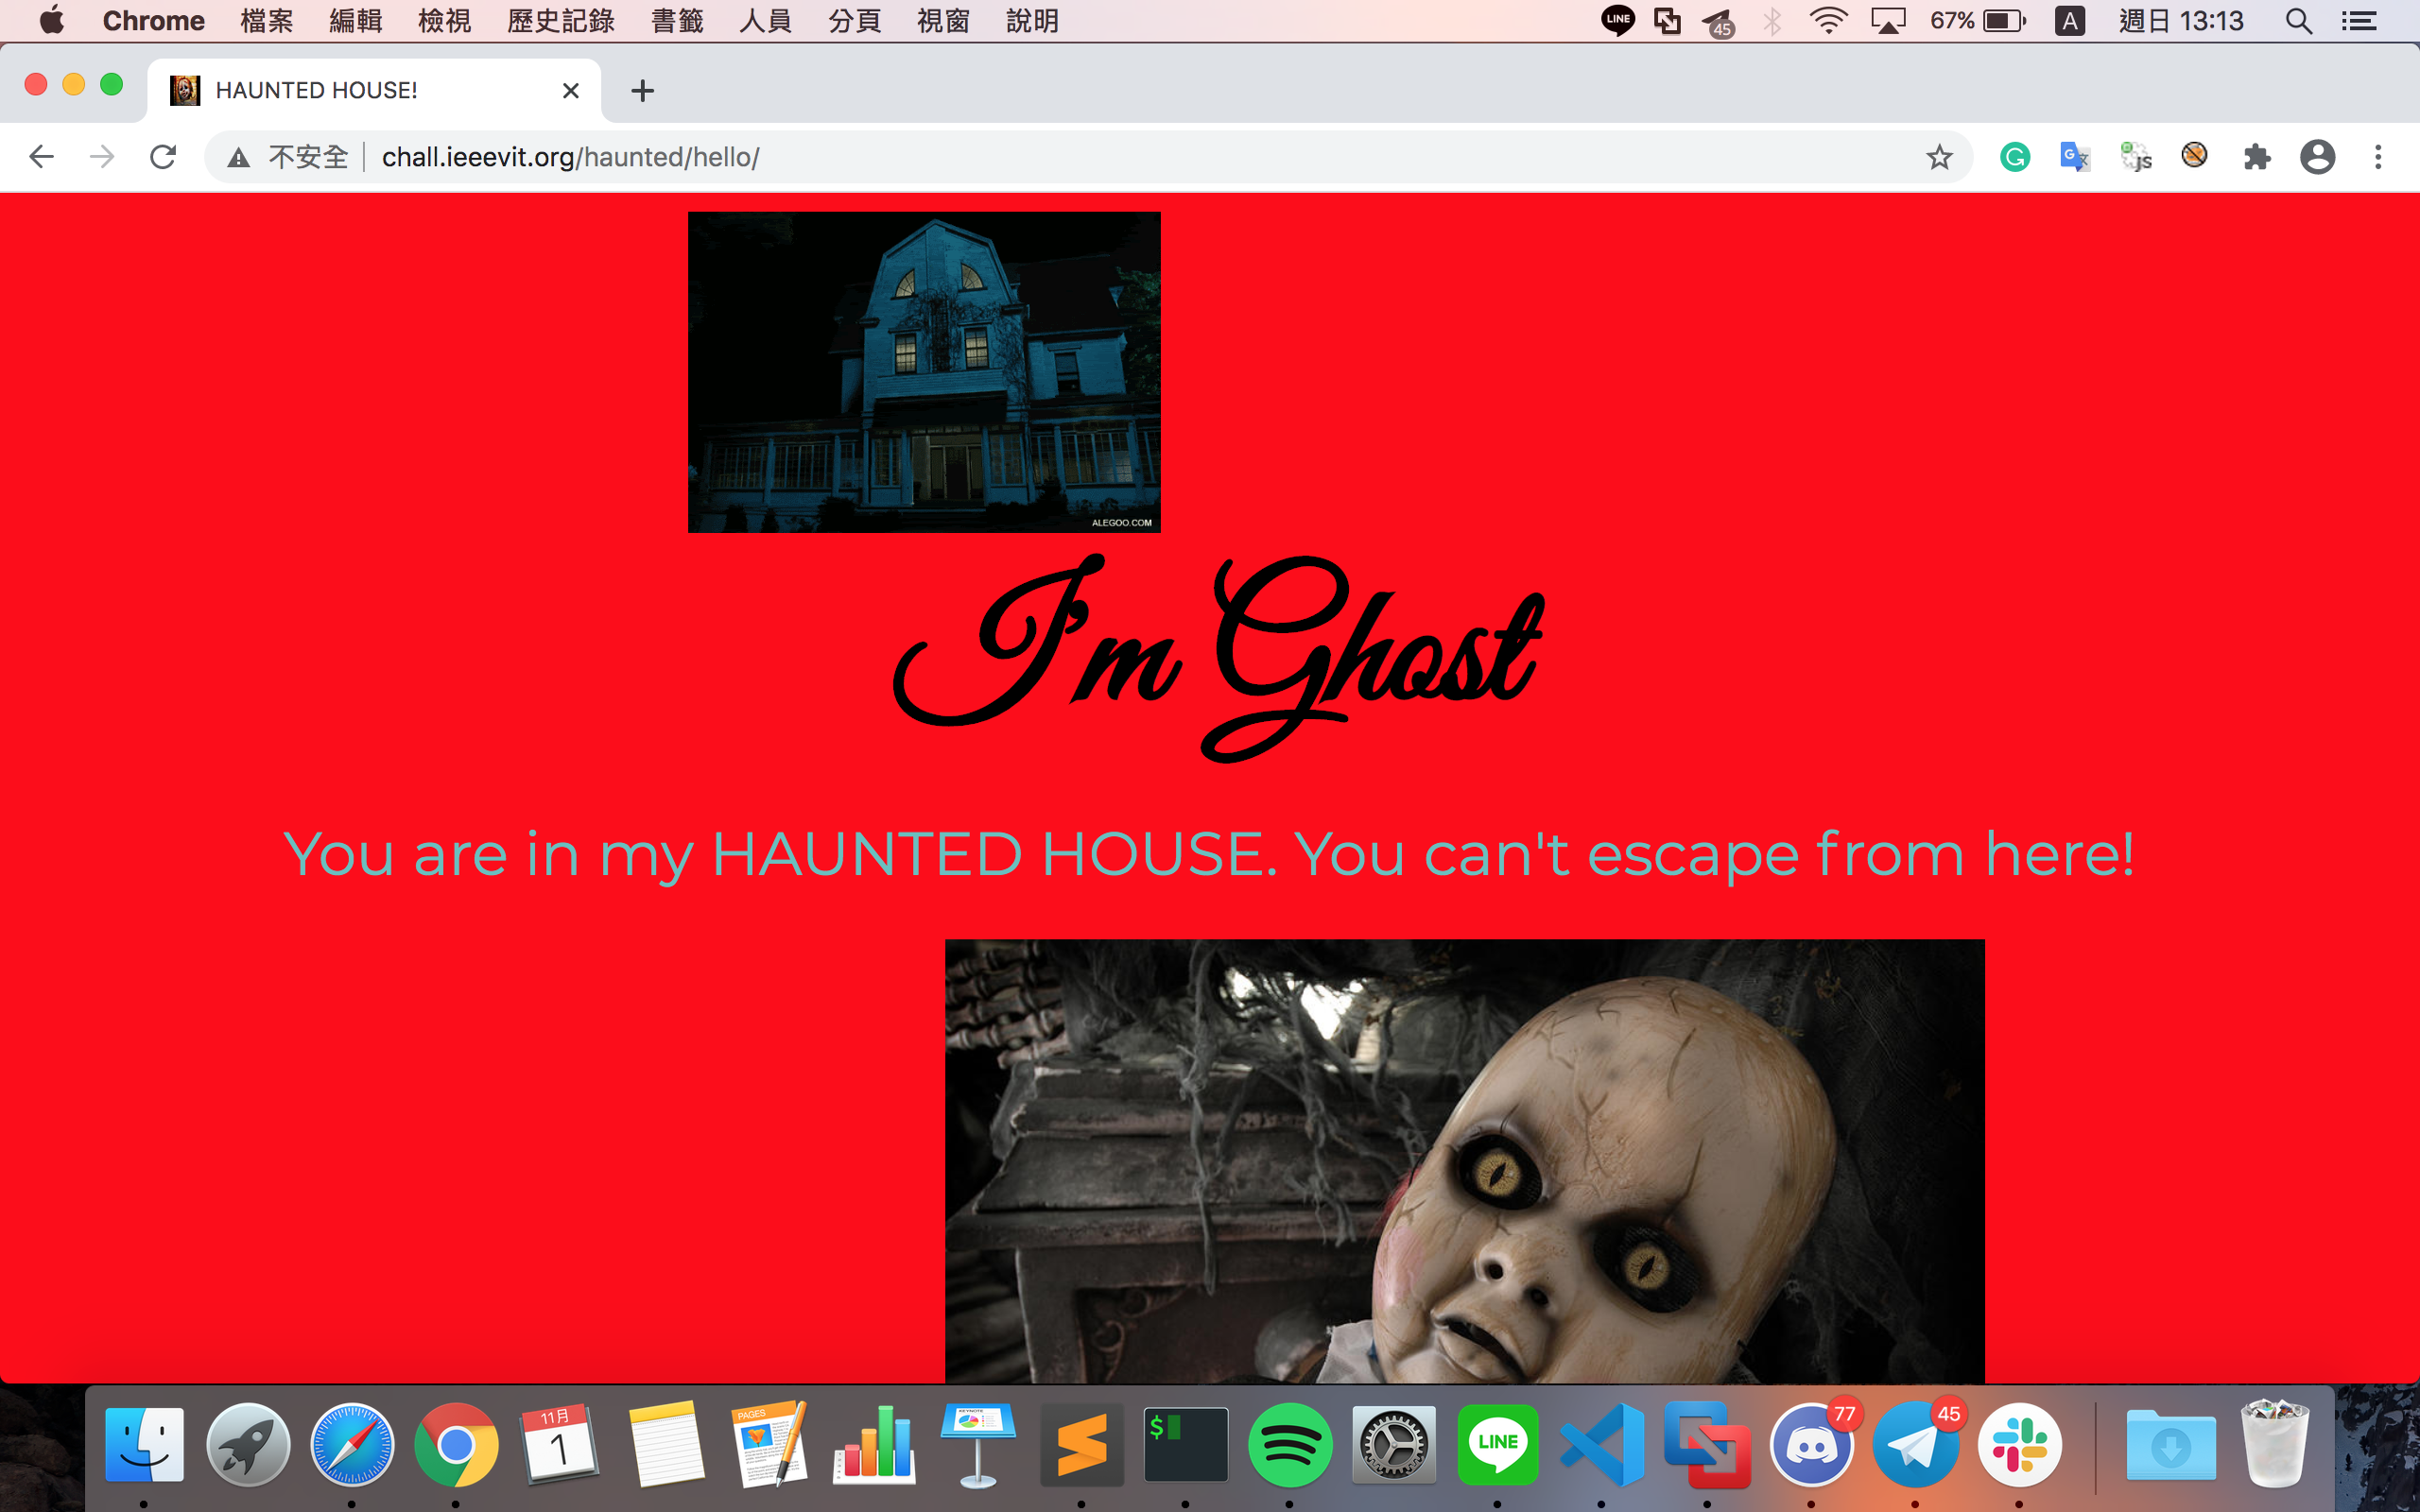 Chrome 檔案 編輯 檢視 歷史記錄 書籤 人員 分頁 視窗 說明 LINE 45 67% A 週日 13:13
HAUNTED HOUSE!
不安全 chall.ieeevit.org/haunted/hello/ G G JS
ALEGOO.COM
I'm Ghost
You are in my HAUNTED HOUSE. You can't escape from here!
11月 1 PAGES KEYNOTE $ LINE 77 45